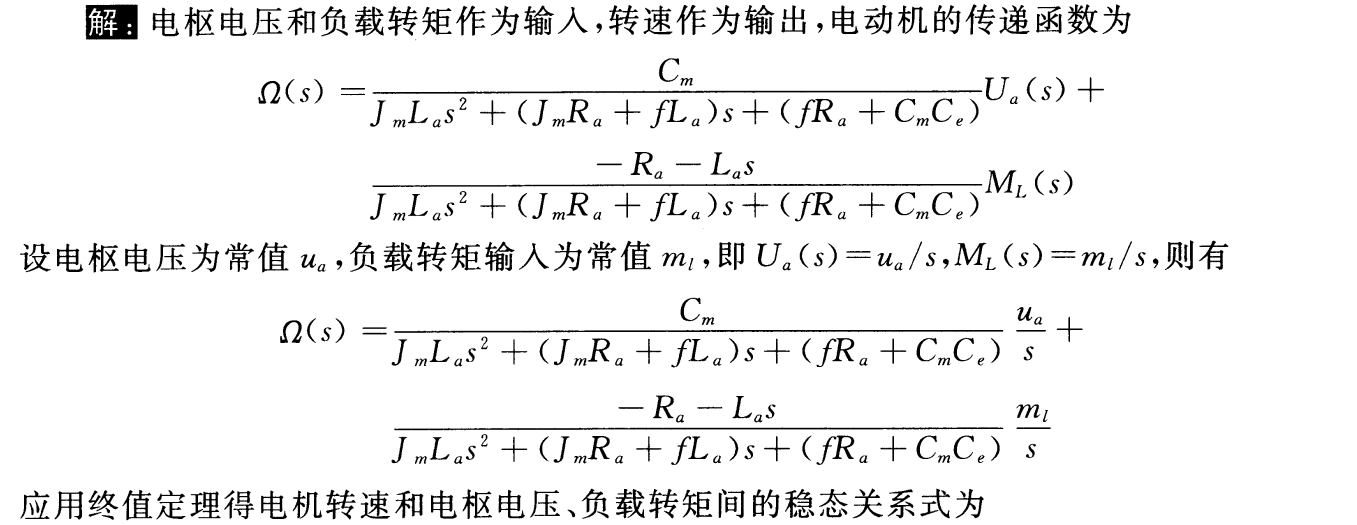 解：电枢电压和负载转矩作为输入,转速作为输出,电动机的传递函数为
Ω(s) = \frac{C_m}{J_m L_a s^2 + (J_m R_a + f L_a)s + (f R_a + C_m C_e)} U_a(s) +
\frac{-R_a - L_a s}{J_m L_a s^2 + (J_m R_a + f L_a)s + (f R_a + C_m C_e)} M_L(s)
设电枢电压为常值 u_a,负载转矩输入为常值 m_l,即 U_a(s)=u_a/s,M_L(s)=m_l/s,则有
Ω(s) = \frac{C_m}{J_m L_a s^2 + (J_m R_a + f L_a)s + (f R_a + C_m C_e)} \frac{u_a}{s} +
\frac{-R_a - L_a s}{J_m L_a s^2 + (J_m R_a + f L_a)s + (f R_a + C_m C_e)} \frac{m_l}{s}
应用终值定理得电机转速和电枢电压、负载转矩间的稳态关系式为